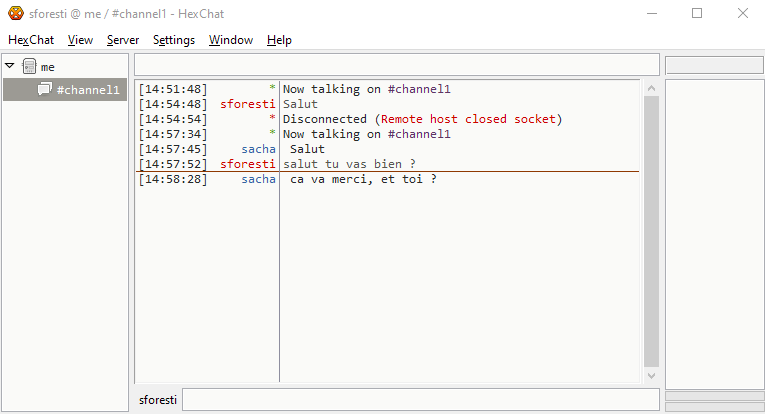 sforesti @ me / #channel1 - HexChat
HexChat View Server Settings Window Help
me
#channel1
[14:51:48] * Now talking on #channel1
[14:54:48] sforesti Salut
[14:54:54] * Disconnected (Remote host closed socket)
[14:57:34] * Now talking on #channel1
[14:57:45] sacha Salut
[14:57:52] sforesti salut tu vas bien ?
[14:58:28] sacha ca va merci, et toi ?
sforesti